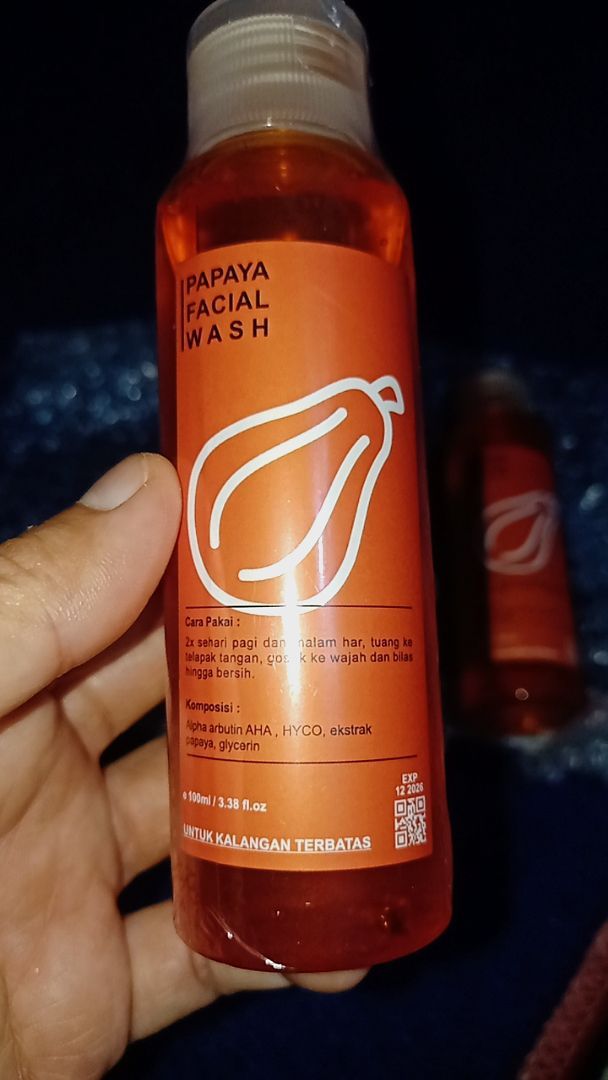 PAPAYA
FACIAL
WASH
Cara Pakai :
2x sehari pagi dan malam har, tuang ke
telapak tangan, gosok ke wajah dan bilas
hingga bersih.
Komposisi :
Alpha arbutin AHA , HYCO, ekstrak
papaya, glycerin
e 100ml / 3.38 fl.oz
EXP
12 2026
UNTUK KALANGAN TERBATAS